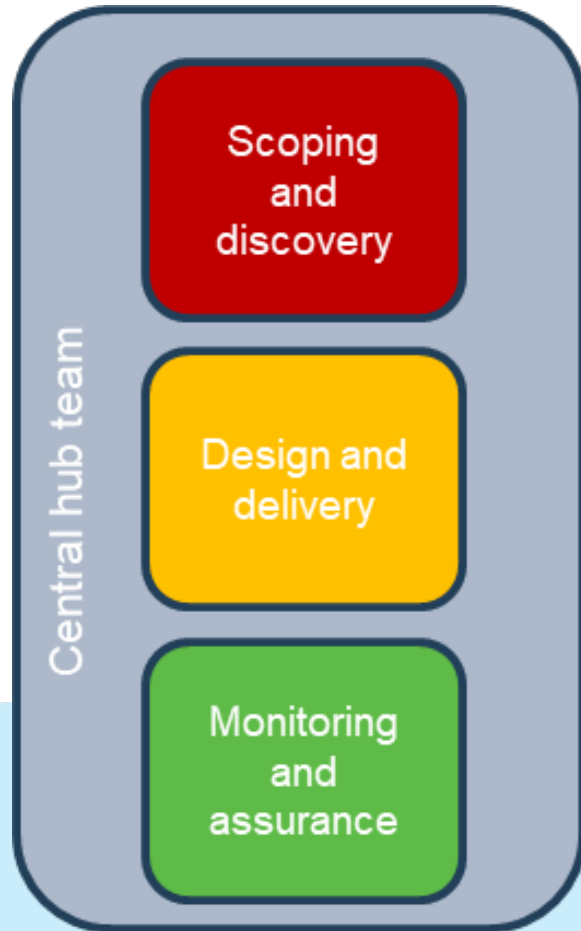 Central hub team
Scoping
and
discovery
Design and
delivery
Monitoring
and
assurance